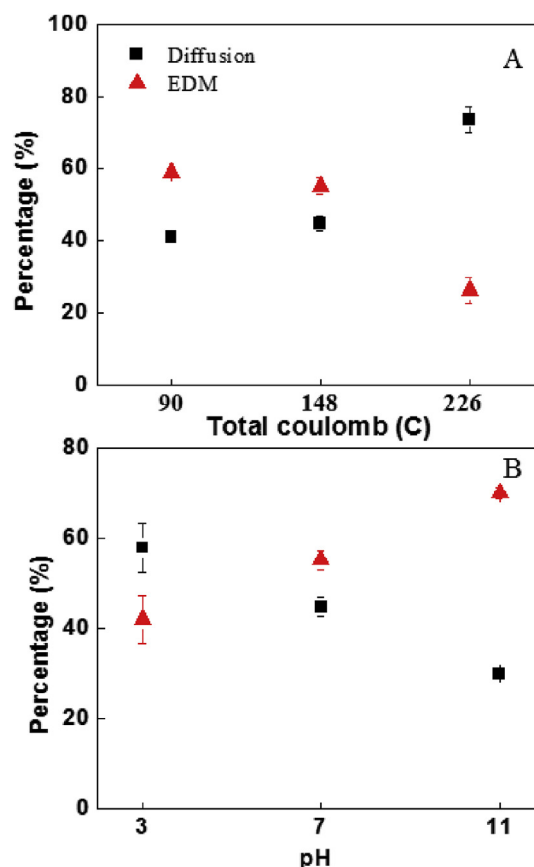 100
A
Diffusion
EDM
80
60
40
20
0
Percentage (%)
90 148 226
Total coulomb (C)
80
B
60
40
20
0
Percentage (%)
3 7 11
pH